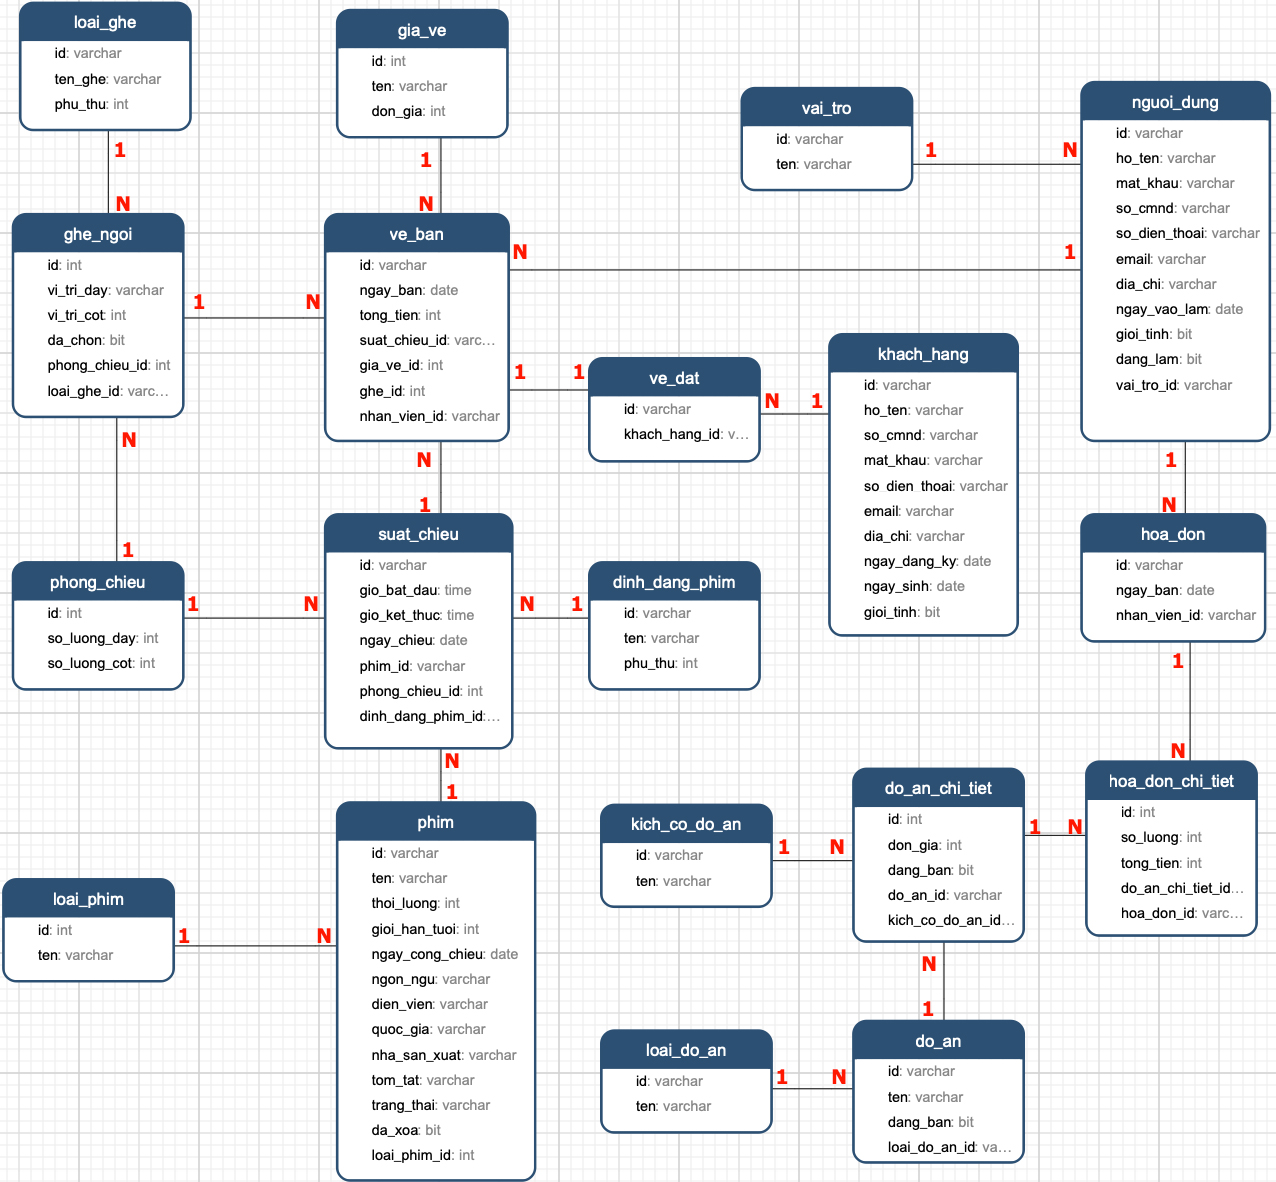 loai_ghe
id: varchar
ten_ghe: varchar
phu_thu: int
1
N
gia_ve
id: int
ten: varchar
don_gia: int
1
N
vai_tro
id: varchar
ten: varchar
1
N
nguoi_dung
id: varchar
ho_ten: varchar
mat_khau: varchar
so_cmnd: varchar
so_dien_thoai: varchar
email: varchar
dia_chi: varchar
ngay_vao_lam: date
gioi_tinh: bit
dang_lam: bit
vai_tro_id: varchar
ghe_ngoi
id: int
vi_tri_day: varchar
vi_tri_cot: int
da_chon: bit
phong_chieu_id: int
loai_ghe_id: varc...
1
N
N
1
ve_ban
id: varchar
ngay_ban: date
tong_tien: int
suat_chieu_id: varc...
gia_ve_id: int
ghe_id: int
nhan_vien_id: varchar
N
1
1
1
N
1
ve_dat
id: varchar
khach_hang_id: v...
N
1
khach_hang
id: varchar
ho_ten: varchar
so_cmnd: varchar
mat_khau: varchar
so_dien_thoai: varchar
email: varchar
dia_chi: varchar
ngay_dang_ky: date
ngay_sinh: date
gioi_tinh: bit
1
N
hoa_don
id: varchar
ngay_ban: date
nhan_vien_id: varchar
1
N
phong_chieu
id: int
so_luong_day: int
so_luong_cot: int
1
N
suat_chieu
id: varchar
gio_bat_dau: time
gio_ket_thuc: time
ngay_chieu: date
phim_id: varchar
phong_chieu_id: int
dinh_dang_phim_id:...
N
1
dinh_dang_phim
id: varchar
ten: varchar
phu_thu: int
N
1
phim
id: varchar
ten: varchar
thoi_luong: int
gioi_han_tuoi: int
ngay_cong_chieu: date
ngon_ngu: varchar
dien_vien: varchar
quoc_gia: varchar
nha_san_xuat: varchar
tom_tat: varchar
trang_thai: varchar
da_xoa: bit
loai_phim_id: int
loai_phim
id: int
ten: varchar
1
N
kich_co_do_an
id: varchar
ten: varchar
1
N
do_an_chi_tiet
id: int
don_gia: int
dang_ban: bit
do_an_id: varchar
kich_co_do_an_id...
1
N
hoa_don_chi_tiet
id: int
so_luong: int
tong_tien: int
do_an_chi_tiet_id...
hoa_don_id: varc...
N
1
loai_do_an
id: varchar
ten: varchar
1
N
do_an
id: varchar
ten: varchar
dang_ban: bit
loai_do_an_id: va...